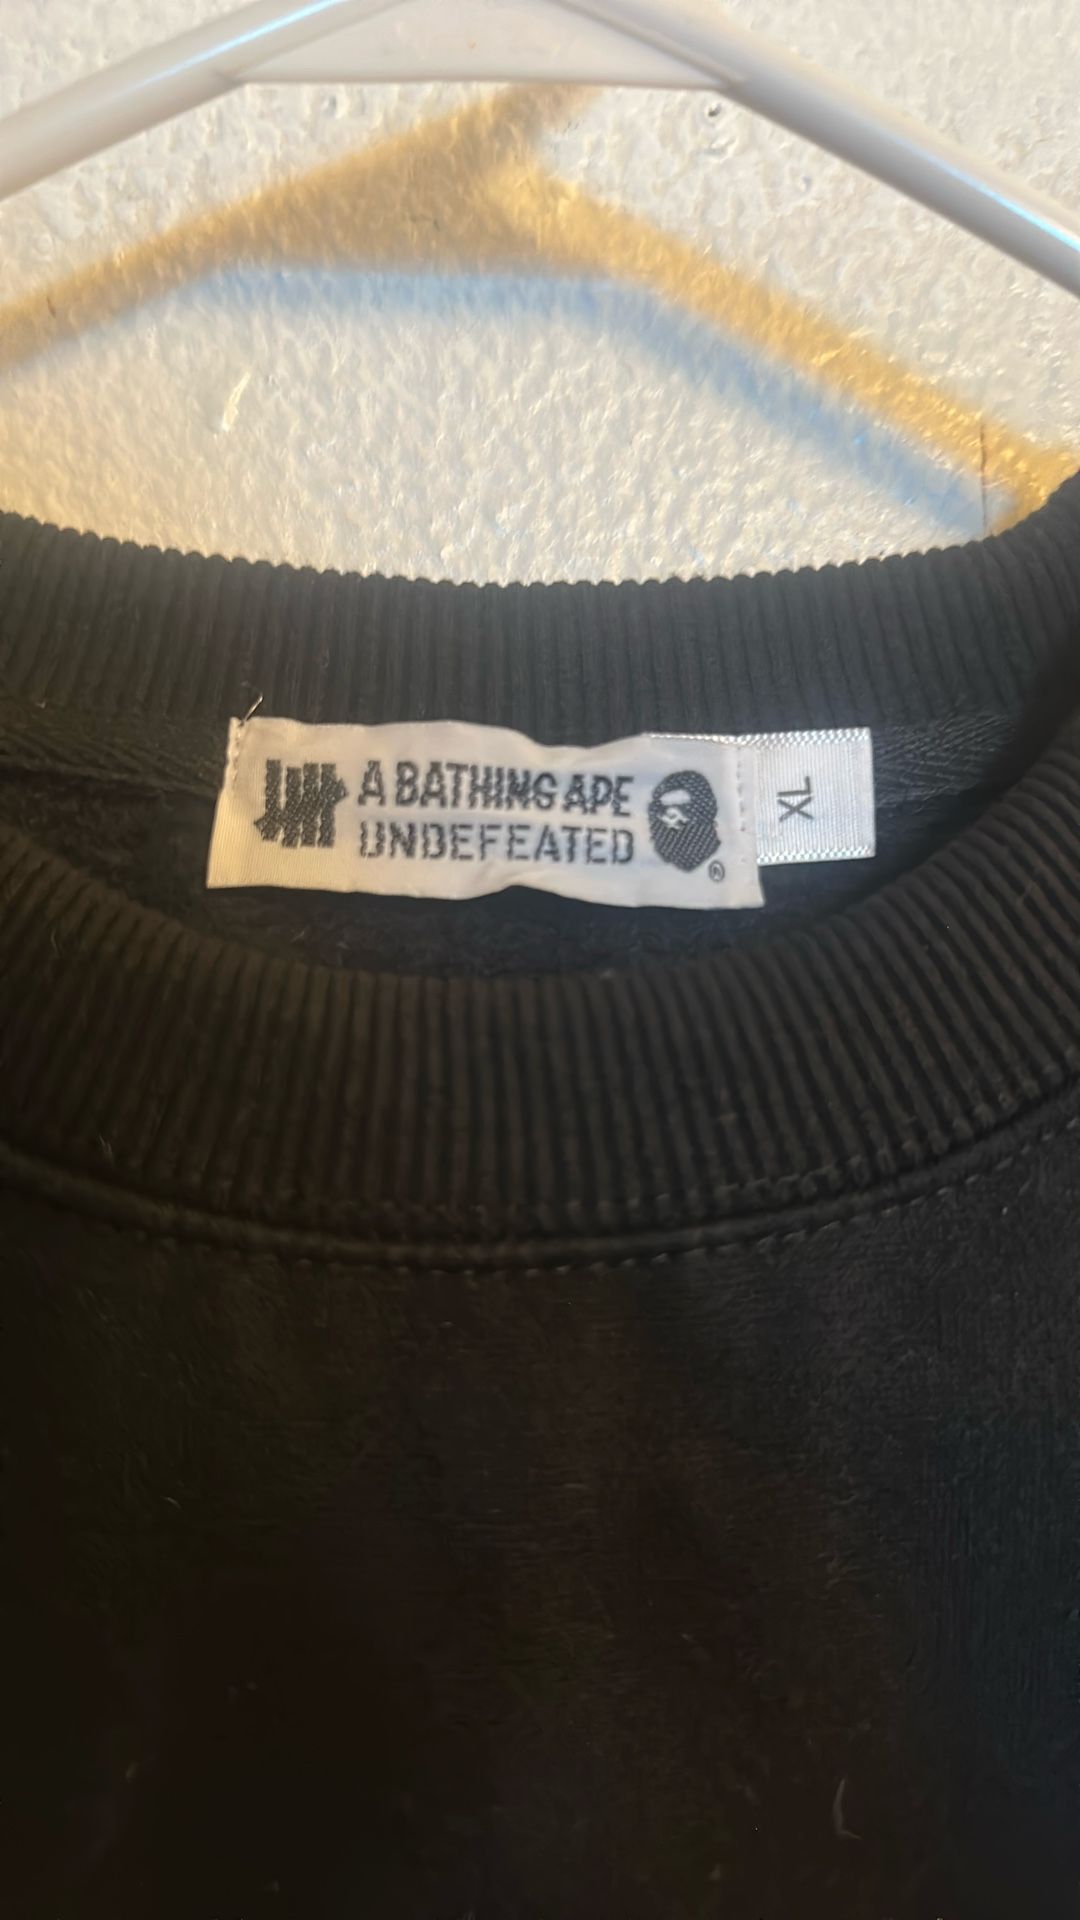 A BATHING APE
UNDEFEATED
®
XL